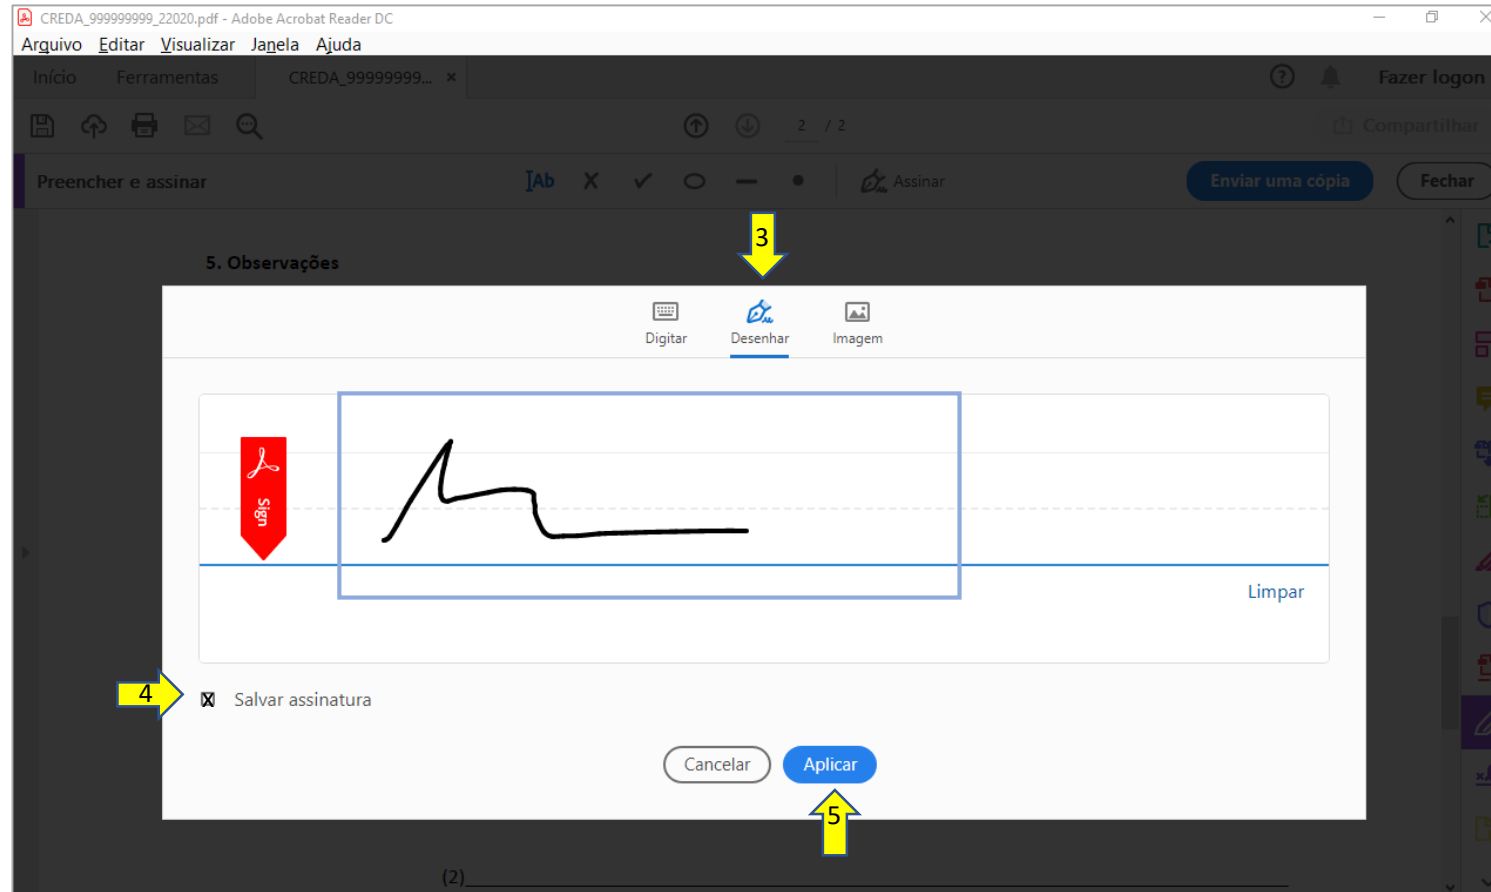 CREDA_999999999_22020.pdf - Adobe Acrobat Reader DC
Arquivo Editar Visualizar Janela Ajuda
Início Ferramentas CREDA_99999999... × Fazer logon
2 / 2 Compartilhar
Preencher e assinar Ab Assinar Enviar uma cópia Fechar
3
5. Observações
Digitar Desenhar Imagem
Sign
Limpar
4 Salvar assinatura
Cancelar Aplicar
5
(2)